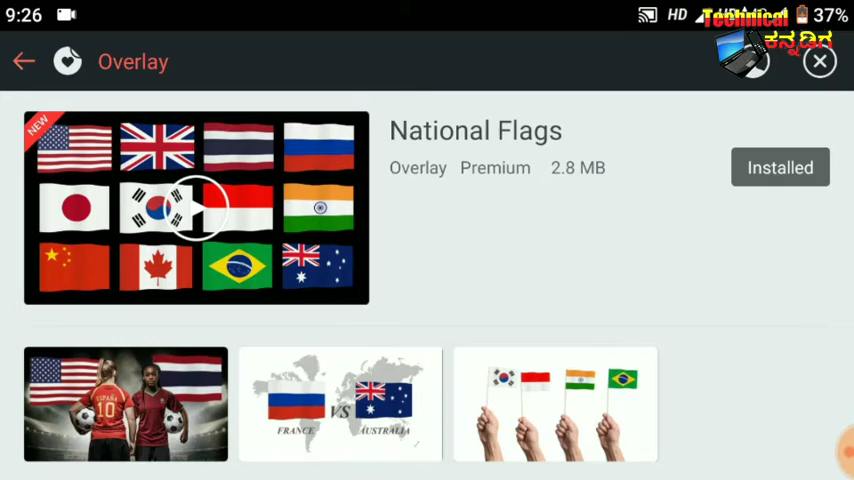 9:26
HD
37%
Technical
ಕನ್ನಡಿಗ
Overlay
NEW
National Flags
Overlay Premium 2.8 MB
Installed
ESPAÑA
10
VS
FRANCE
AUSTRALIA